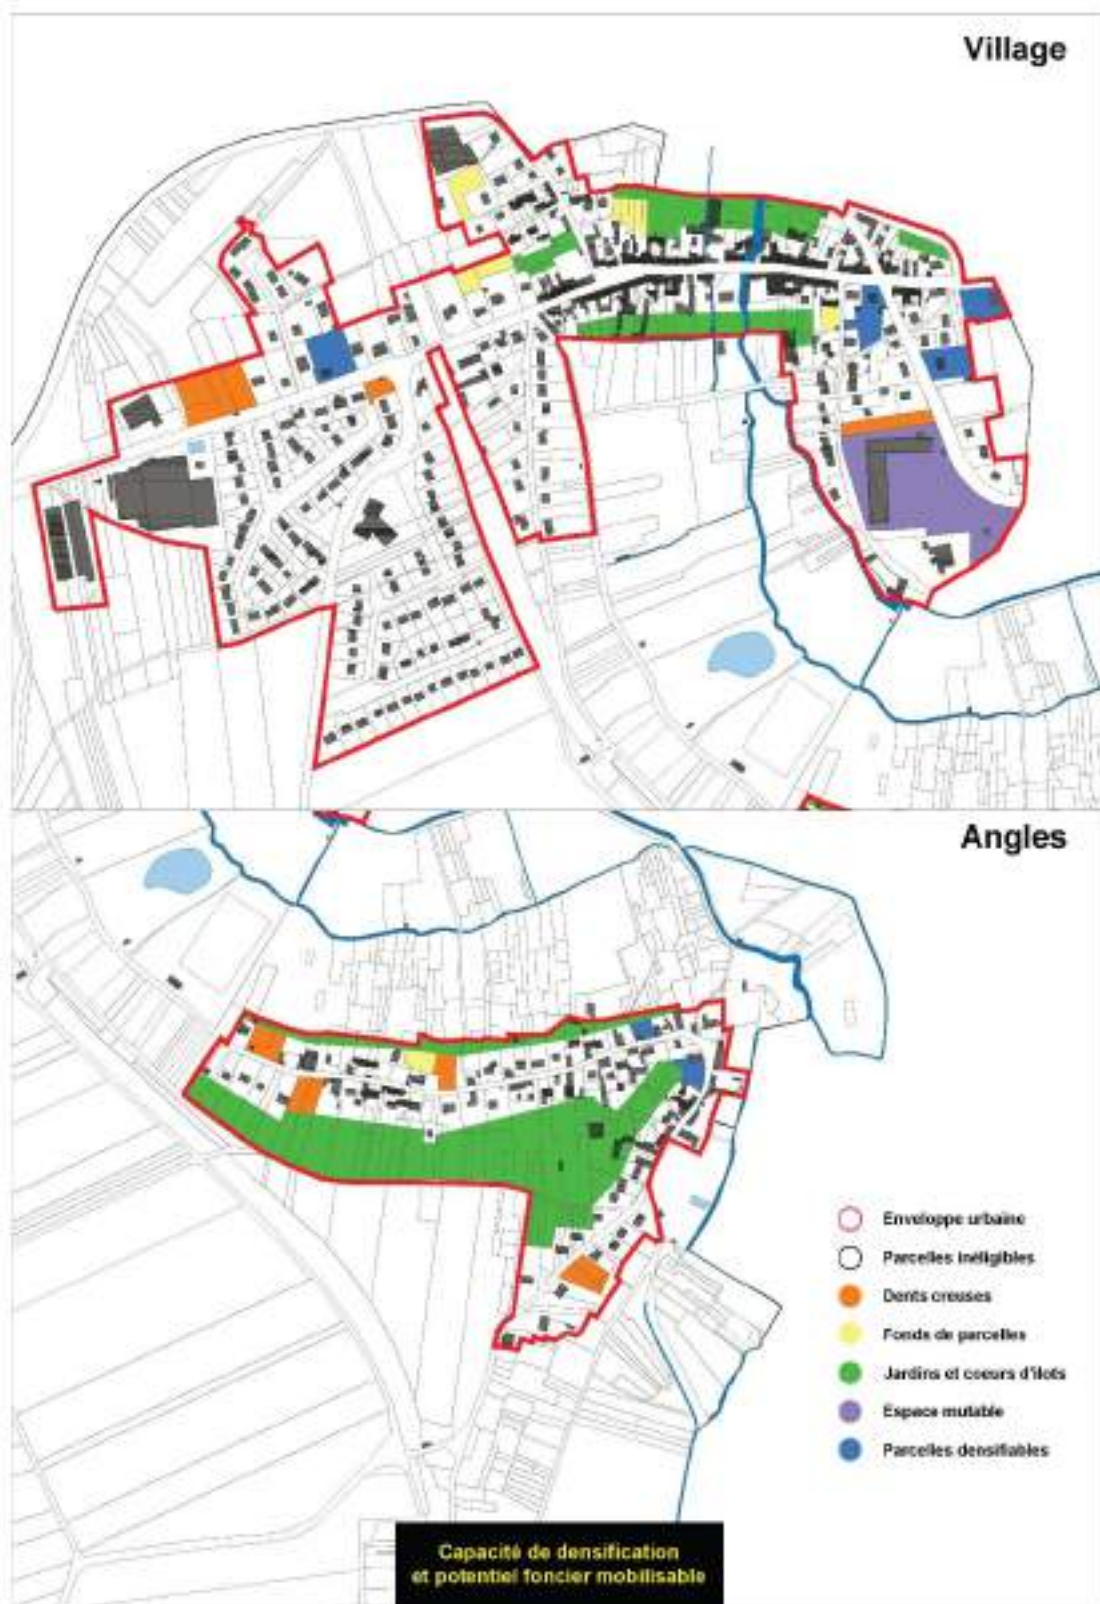 Village
Angles
Enveloppe urbaine
Parcelles inéligibles
Dents creuses
Fonds de parcelles
Jardins et coeurs d'îlots
Espace mutable
Parcelles densifiables
Capacité de densification
et potentiel foncier mobilisable